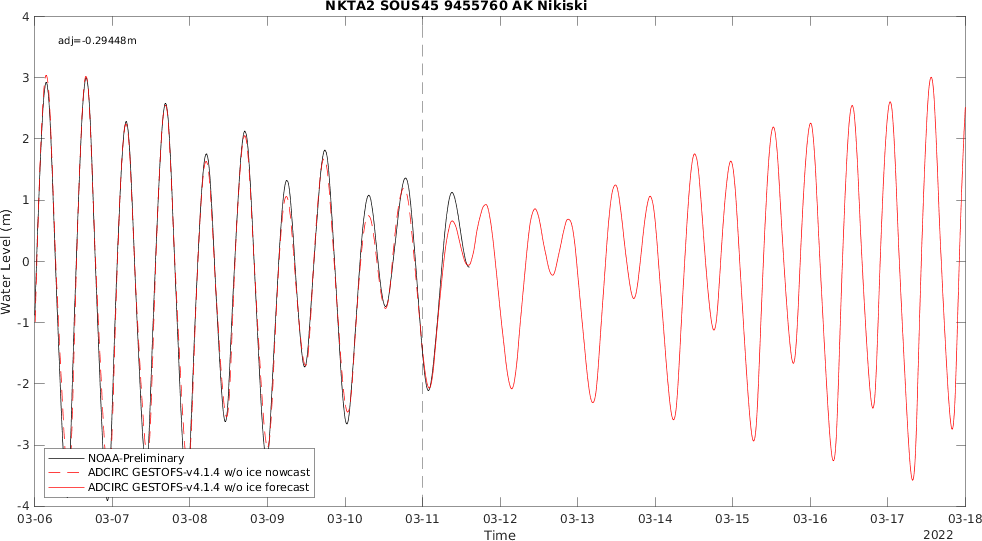 NKTA2 SOUS45 9455760 AK Nikiski
adj=-0.29448m
4
3
2
1
0
-1
-2
-3
-4
Water Level (m)
NOAA-Preliminary
ADCIRC GESTOFS-v4.1.4 w/o ice nowcast
ADCIRC GESTOFS-v4.1.4 w/o ice forecast
03-06 03-07 03-08 03-09 03-10 03-11 03-12 03-13 03-14 03-15 03-16 03-17 03-18
Time
2022